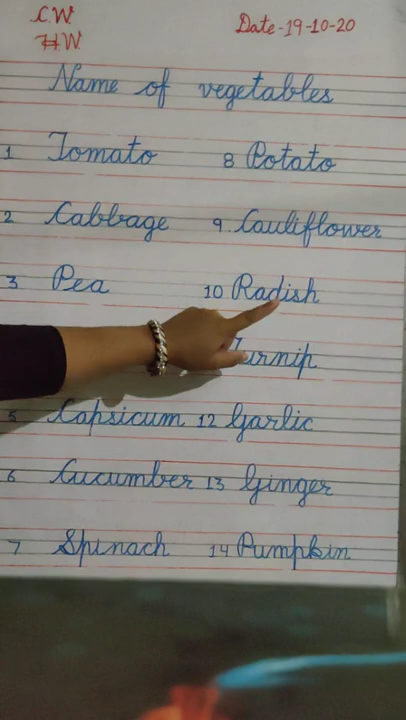 C.W
H.W
Date-19-10-20
Name of vegetables
1 Tomato 8 Potato
2 Cabbage 9. Cauliflower
3 Pea 10 Radish
Turnip
5 Capsicum 12 Garlic
6 Cucumber 13 Ginger
7 Spinach 14 Pumpkin